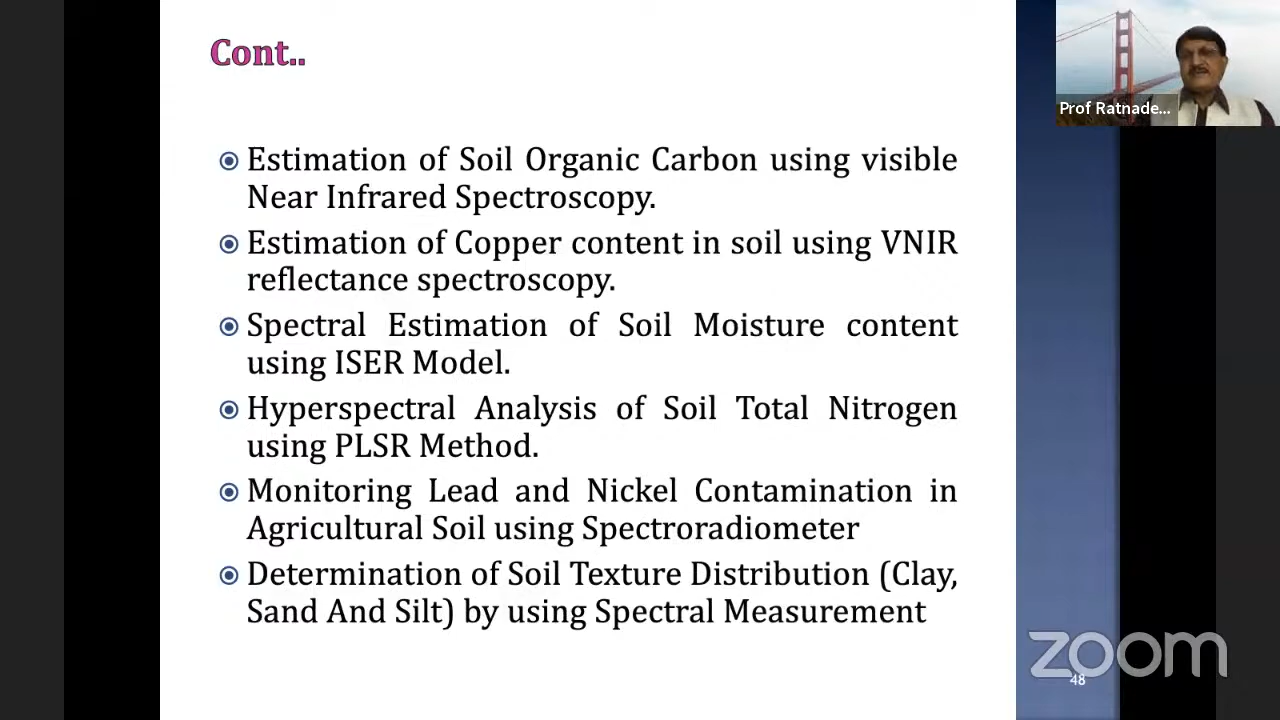 Cont..
Prof Ratnade...
Estimation of Soil Organic Carbon using visible
Near Infrared Spectroscopy.
Estimation of Copper content in soil using VNIR
reflectance spectroscopy.
Spectral Estimation of Soil Moisture content
using ISER Model.
Hyperspectral Analysis of Soil Total Nitrogen
using PLSR Method.
Monitoring Lead and Nickel Contamination in
Agricultural Soil using Spectroradiometer
Determination of Soil Texture Distribution (Clay,
Sand And Silt) by using Spectral Measurement
zoom
48